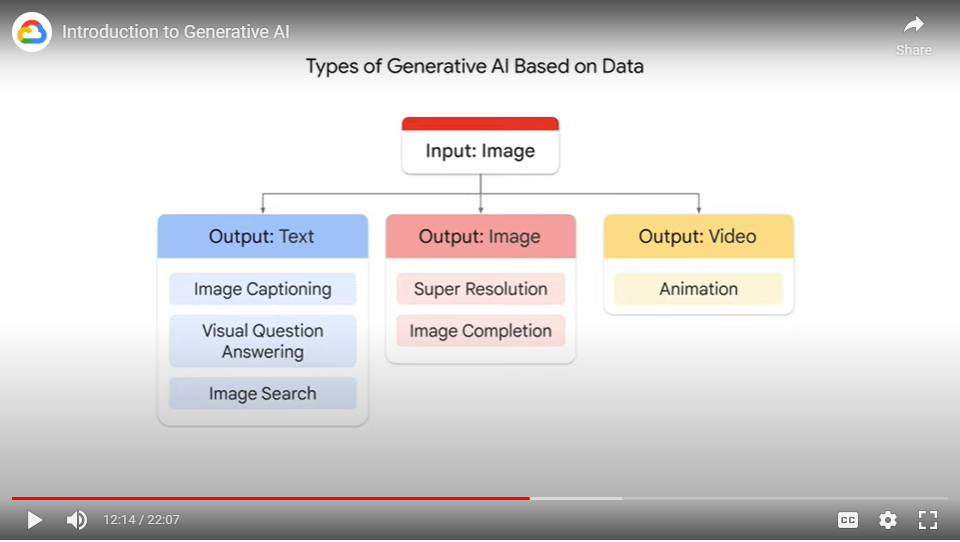 Introduction to Generative AI
Share
Types of Generative AI Based on Data
Input: Image
Output: Text
Image Captioning
Visual Question
Answering
Image Search
Output: Image
Super Resolution
Image Completion
Output: Video
Animation
12:14 / 22:07
CC